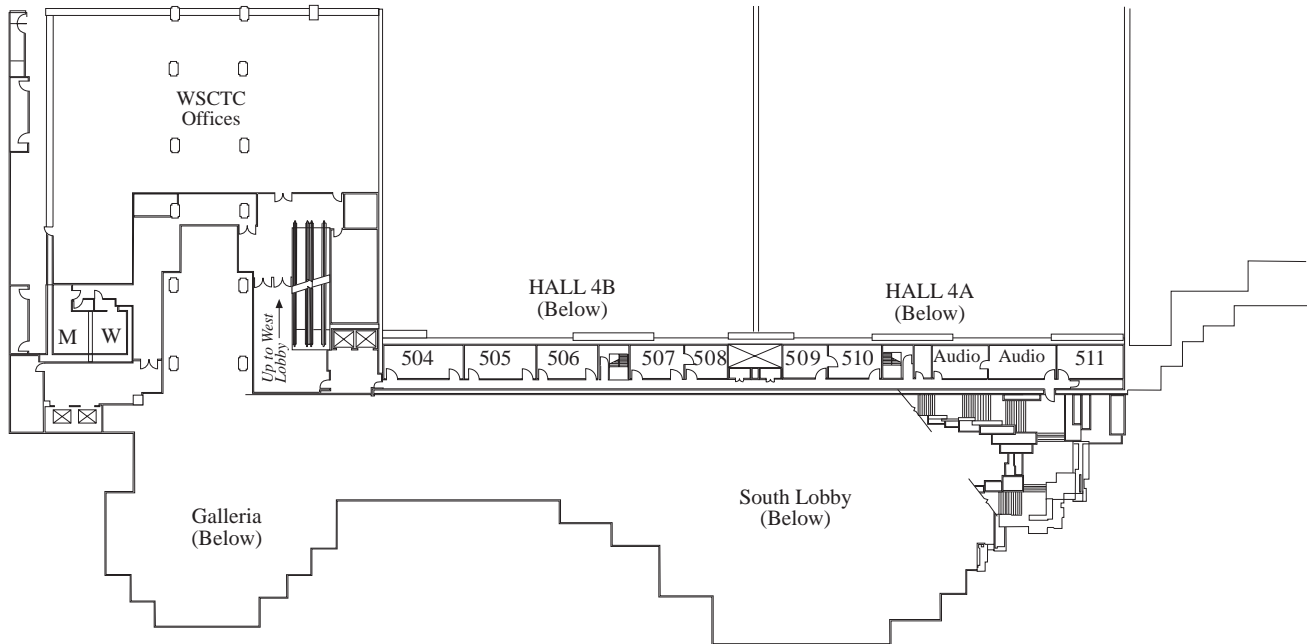 WSCTC
Offices
HALL 4B
(Below)
HALL 4A
(Below)
M
W
Up to West
Lobby
504
505
506
507
508
509
510
Audio
Audio
511
Galleria
(Below)
South Lobby
(Below)